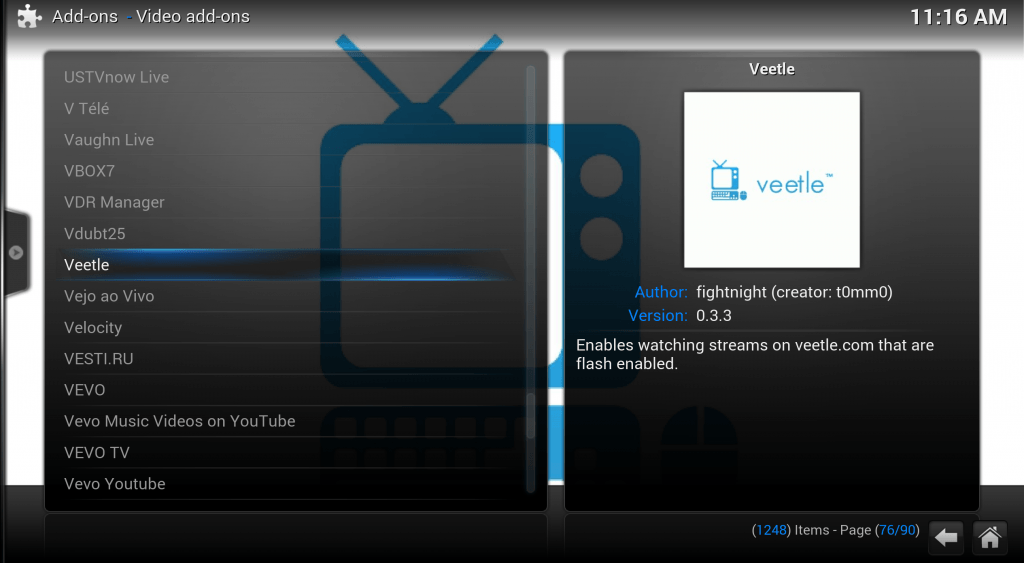 Add-ons - Video add-ons
11:16 AM
USTVnow Live
V Télé
Vaughn Live
VBOX7
VDR Manager
Vdubt25
Veetle
Vejo ao Vivo
Velocity
VESTI.RU
VEVO
Vevo Music Videos on YouTube
VEVO TV
Vevo Youtube
Veetle
veetle™
Author: fightnight (creator: t0mm0)
Version: 0.3.3
Enables watching streams on veetle.com that are
flash enabled.
(1248) Items - Page (76/90)